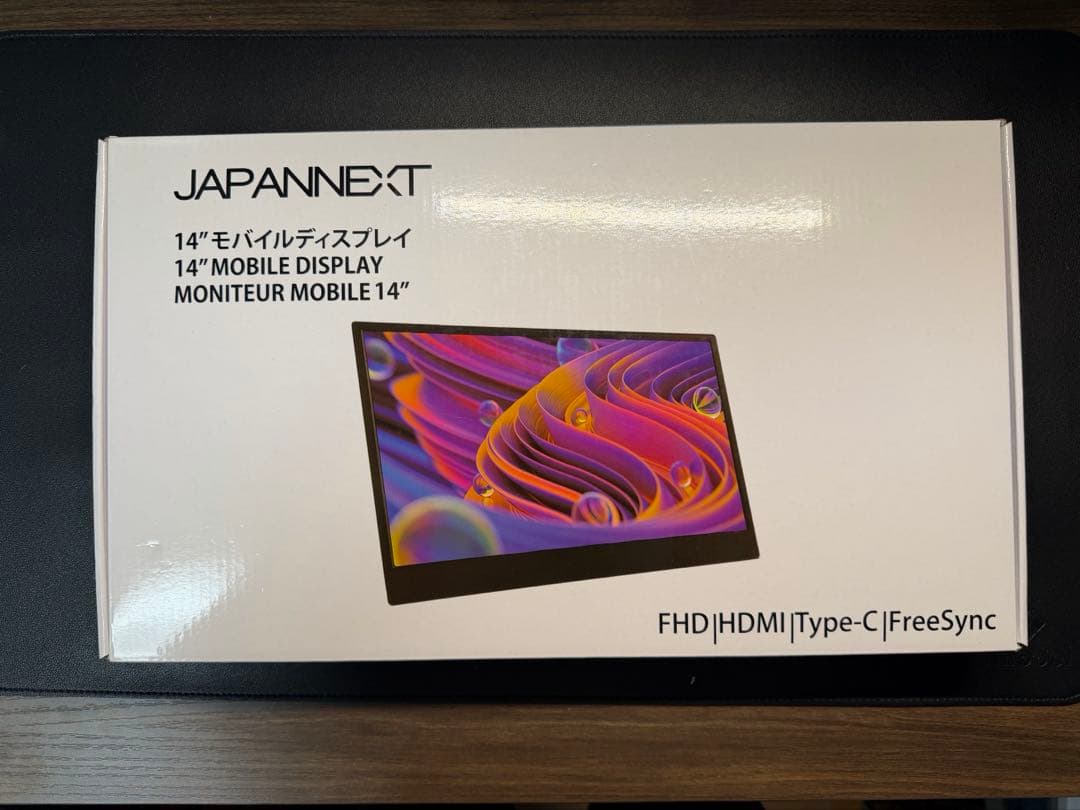 JAPANNEXT
14”モバイルディスプレイ
14”MOBILE DISPLAY
MONITEUR MOBILE 14”
FHD|HDMI|Type-C|FreeSync